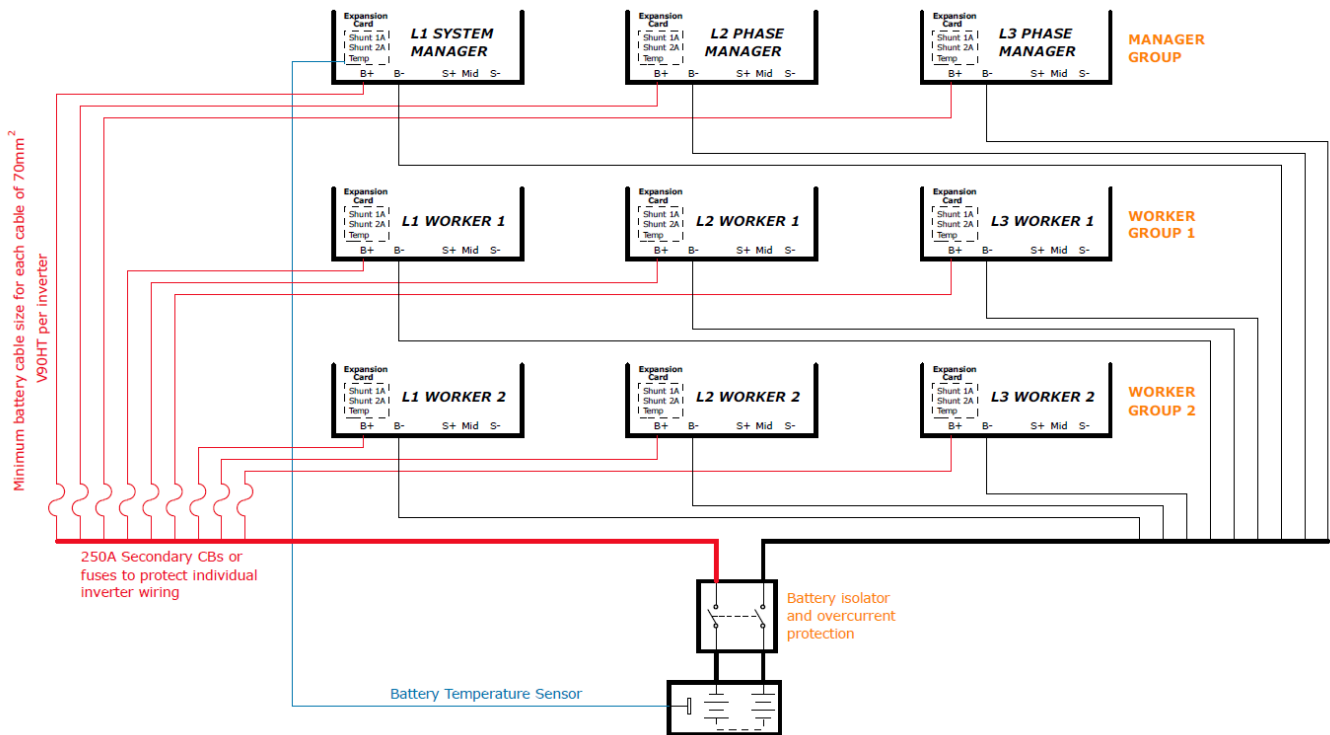 Expansion
Card
Shunt 1A
Shunt 2A
Temp
L1 SYSTEM
MANAGER
B+ B- S+ Mid S-
Expansion
Card
Shunt 1A
Shunt 2A
Temp
L2 PHASE
MANAGER
B+ B- S+ Mid S-
Expansion
Card
Shunt 1A
Shunt 2A
Temp
L3 PHASE
MANAGER
B+ B- S+ Mid S-
MANAGER
GROUP
Minimum battery cable size for each cable of 70mm²
V90HT per inverter
Expansion
Card
Shunt 1A
Shunt 2A
Temp
L1 WORKER 1
B+ B- S+ Mid S-
Expansion
Card
Shunt 1A
Shunt 2A
Temp
L2 WORKER 1
B+ B- S+ Mid S-
Expansion
Card
Shunt 1A
Shunt 2A
Temp
L3 WORKER 1
B+ B- S+ Mid S-
WORKER
GROUP 1
Expansion
Card
Shunt 1A
Shunt 2A
Temp
L1 WORKER 2
B+ B- S+ Mid S-
Expansion
Card
Shunt 1A
Shunt 2A
Temp
L2 WORKER 2
B+ B- S+ Mid S-
Expansion
Card
Shunt 1A
Shunt 2A
Temp
L3 WORKER 2
B+ B- S+ Mid S-
WORKER
GROUP 2
250A Secondary CBs or
fuses to protect individual
inverter wiring
Battery isolator
and overcurrent
protection
Battery Temperature Sensor